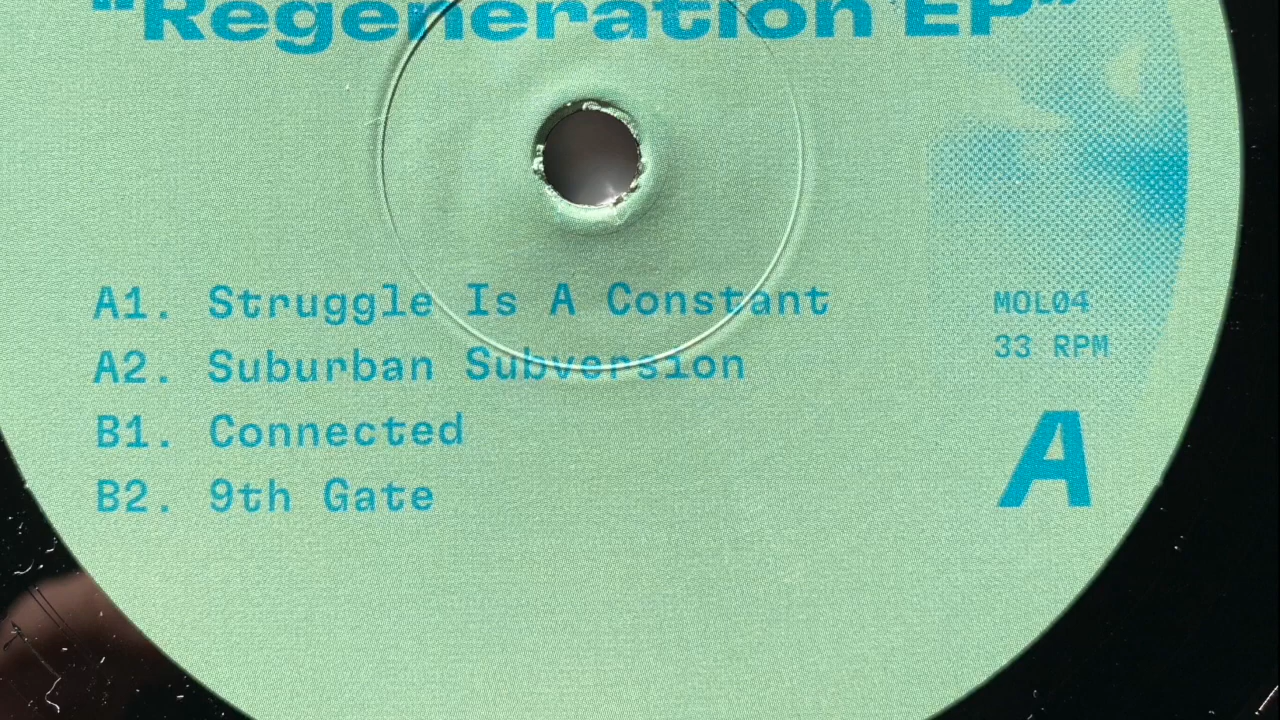 "Regeneration EP"
A1. Struggle Is A Constant
A2. Suburban Subversion
B1. Connected
B2. 9th Gate
MOL04
33 RPM
A